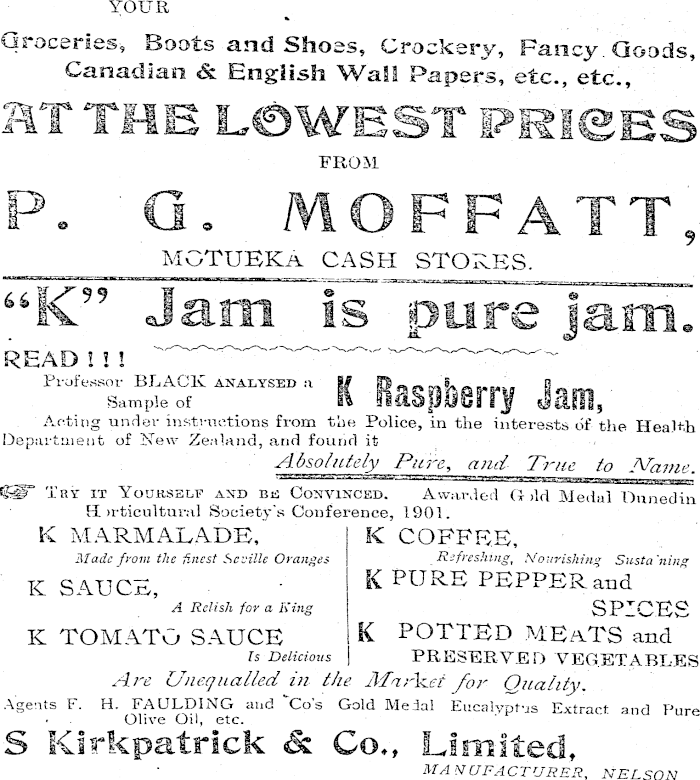 YOUR
Groceries, Boots and Shoes, Crockery, Fancy Goods,
Canadian & English Wall Papers, etc., etc.,
AT THE LOWEST PRICES
FROM
P. G. MOFFATT,
MOTUEKA CASH STORES.
"K" Jam is pure jam.
READ!!!
Professor BLACK ANALYSED a
Sample of
K Raspberry Jam,
Acting under instructions from the Police, in the interests of the Health
Department of New Zealand, and found it
Absolutely Pure, and True to Name.
TRY IT YOURSELF AND BE CONVINCED. Awarded Gold Medal Dunedin
Horticultural Society's Conference, 1901.
K MARMALADE,
Made from the finest Seville Oranges
K SAUCE,
A Relish for a King
K TOMATO SAUCE
Is Delicious
K COFFEE,
Refreshing, Nourishing Sustaining
K PURE PEPPER and
SPICES
K POTTED MEATS and
PRESERVED VEGETABLES
Are Unequalled in the Market for Quality.
Agents F. H. FAULDING and Co's Gold Medal Eucalyptus Extract and Pure
Olive Oil, etc.
S Kirkpatrick & Co., Limited,
MANUFACTURER, NELSON